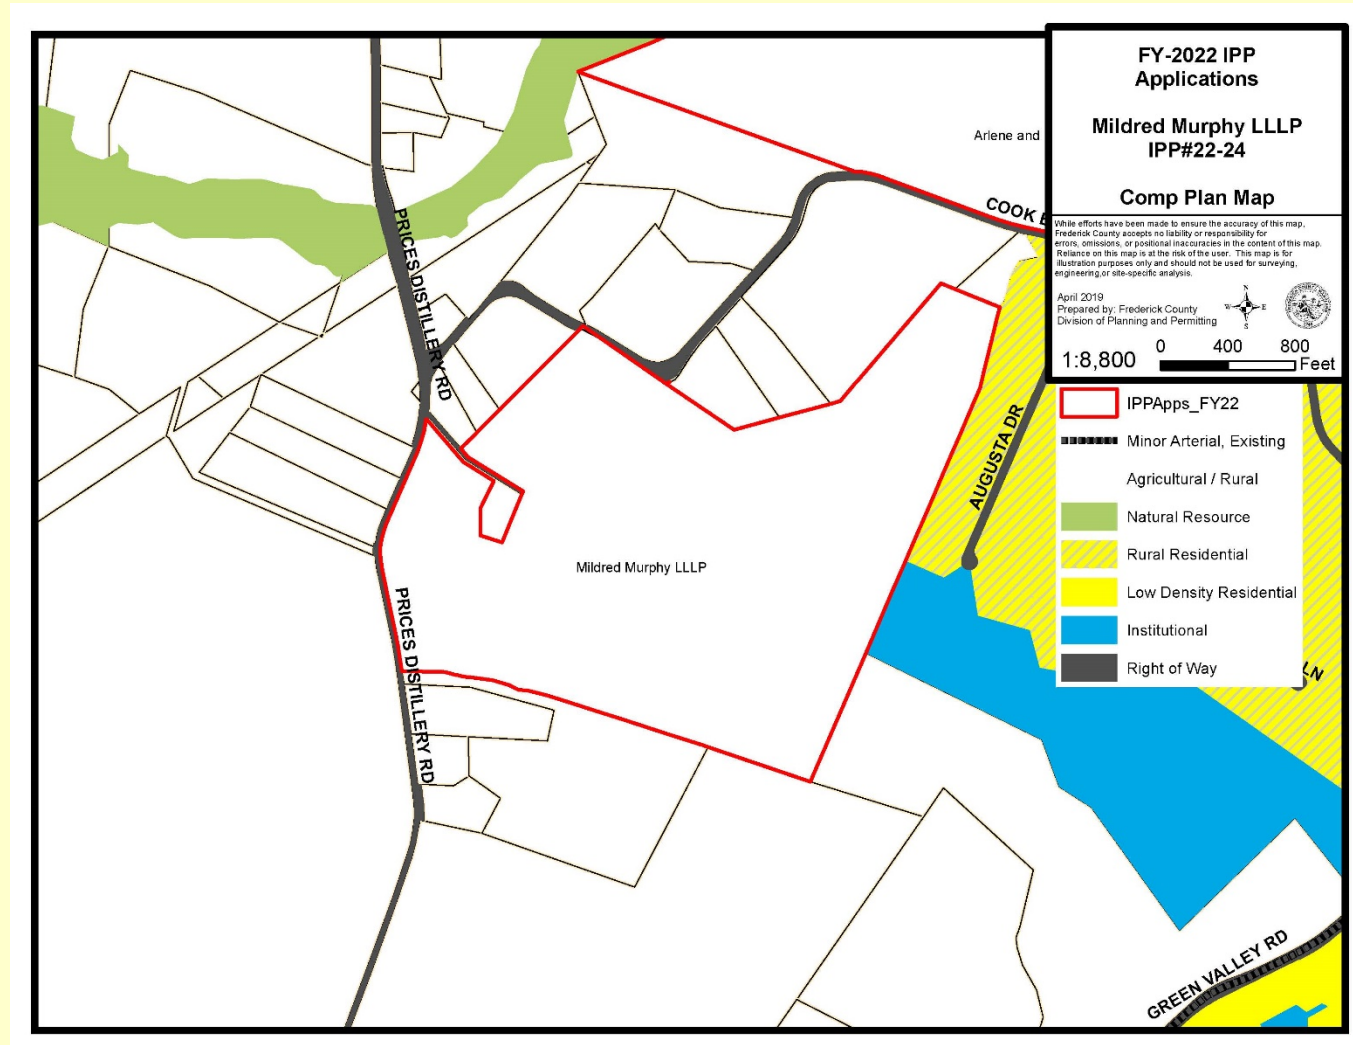 FY-2022 IPP
Applications
Mildred Murphy LLLP
IPP#22-24
Comp Plan Map
While efforts have been made to ensure the accuracy of this map,
Frederick County accepts no liability or responsibility for
errors, omissions, or positional inaccuracies in the content of this map.
Reliance on this map is at the risk of the user. This map is for
illustration purposes only and should not be used for surveying,
engineering,or site-specific analysis.
April 2019
Prepared by: Frederick County
Division of Planning and Permitting
N
W E
S
1:8,800
0 400 800
Feet
IPPApps_FY22
Minor Arterial, Existing
Agricultural / Rural
Natural Resource
Rural Residential
Low Density Residential
Institutional
Right of Way
Arlene and
COOK
PRICES DISTILLERY RD
AUGUSTA DR
Mildred Murphy LLLP
PRICES DISTILLERY RD
LN
GREEN VALLEY RD